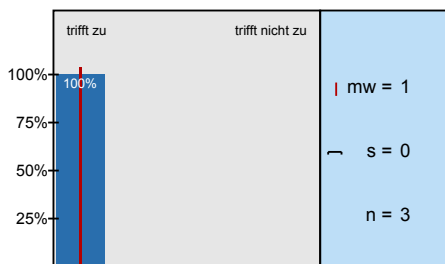 trifft zu trifft nicht zu
100%
100%
75%
50%
25%
mw = 1
s = 0
n = 3